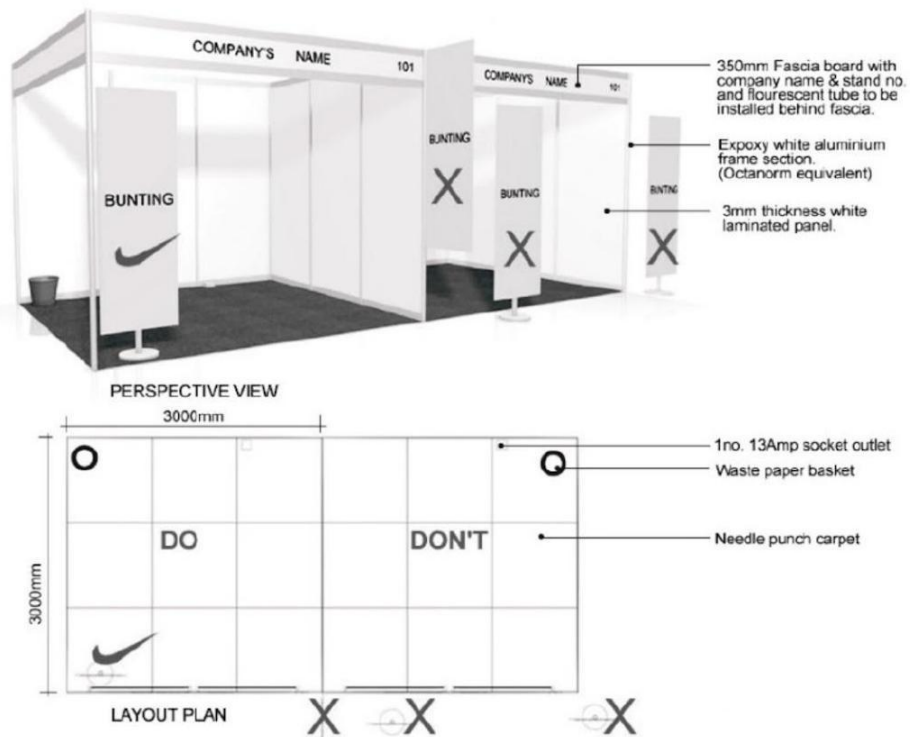 COMPANY'S NAME 101
COMPANY'S NAME 101
BUNTING
BUNTING
BUNTING
BUNTING
350mm Fascia board with
company name & stand no.
and flourescent tube to be
installed behind fascia.
Expoxy white aluminium
frame section.
(Octanorm equivalent)
3mm thickness white
laminated panel.
PERSPECTIVE VIEW
3000mm
3000mm
1no. 13Amp socket outlet
Waste paper basket
Needle punch carpet
DO
DON'T
LAYOUT PLAN